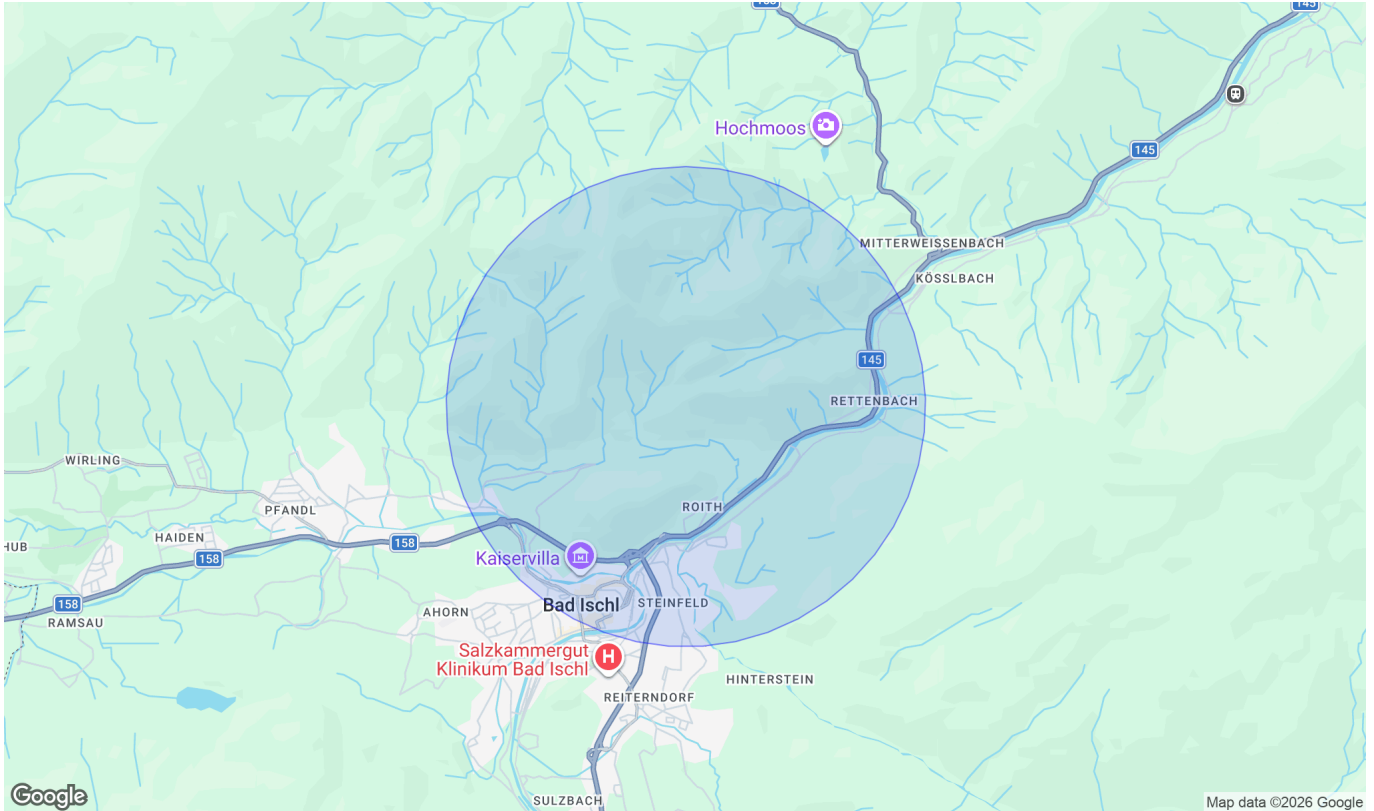 145
Hochmoos
145
MITTERWEISSENBACH
KÖSSLBACH
145
RETTENBACH
WIRLING
PFANDL
ROITH
HAIDEN
HUB
158
158
Kaiservilla
158
RAMSAU
AHORN
Bad Ischl
STEINFELD
Salzkammergut
Klinikum Bad Ischl
HINTERSTEIN
REITERNDORF
SULZBACH
Google
Map data ©2026 Google